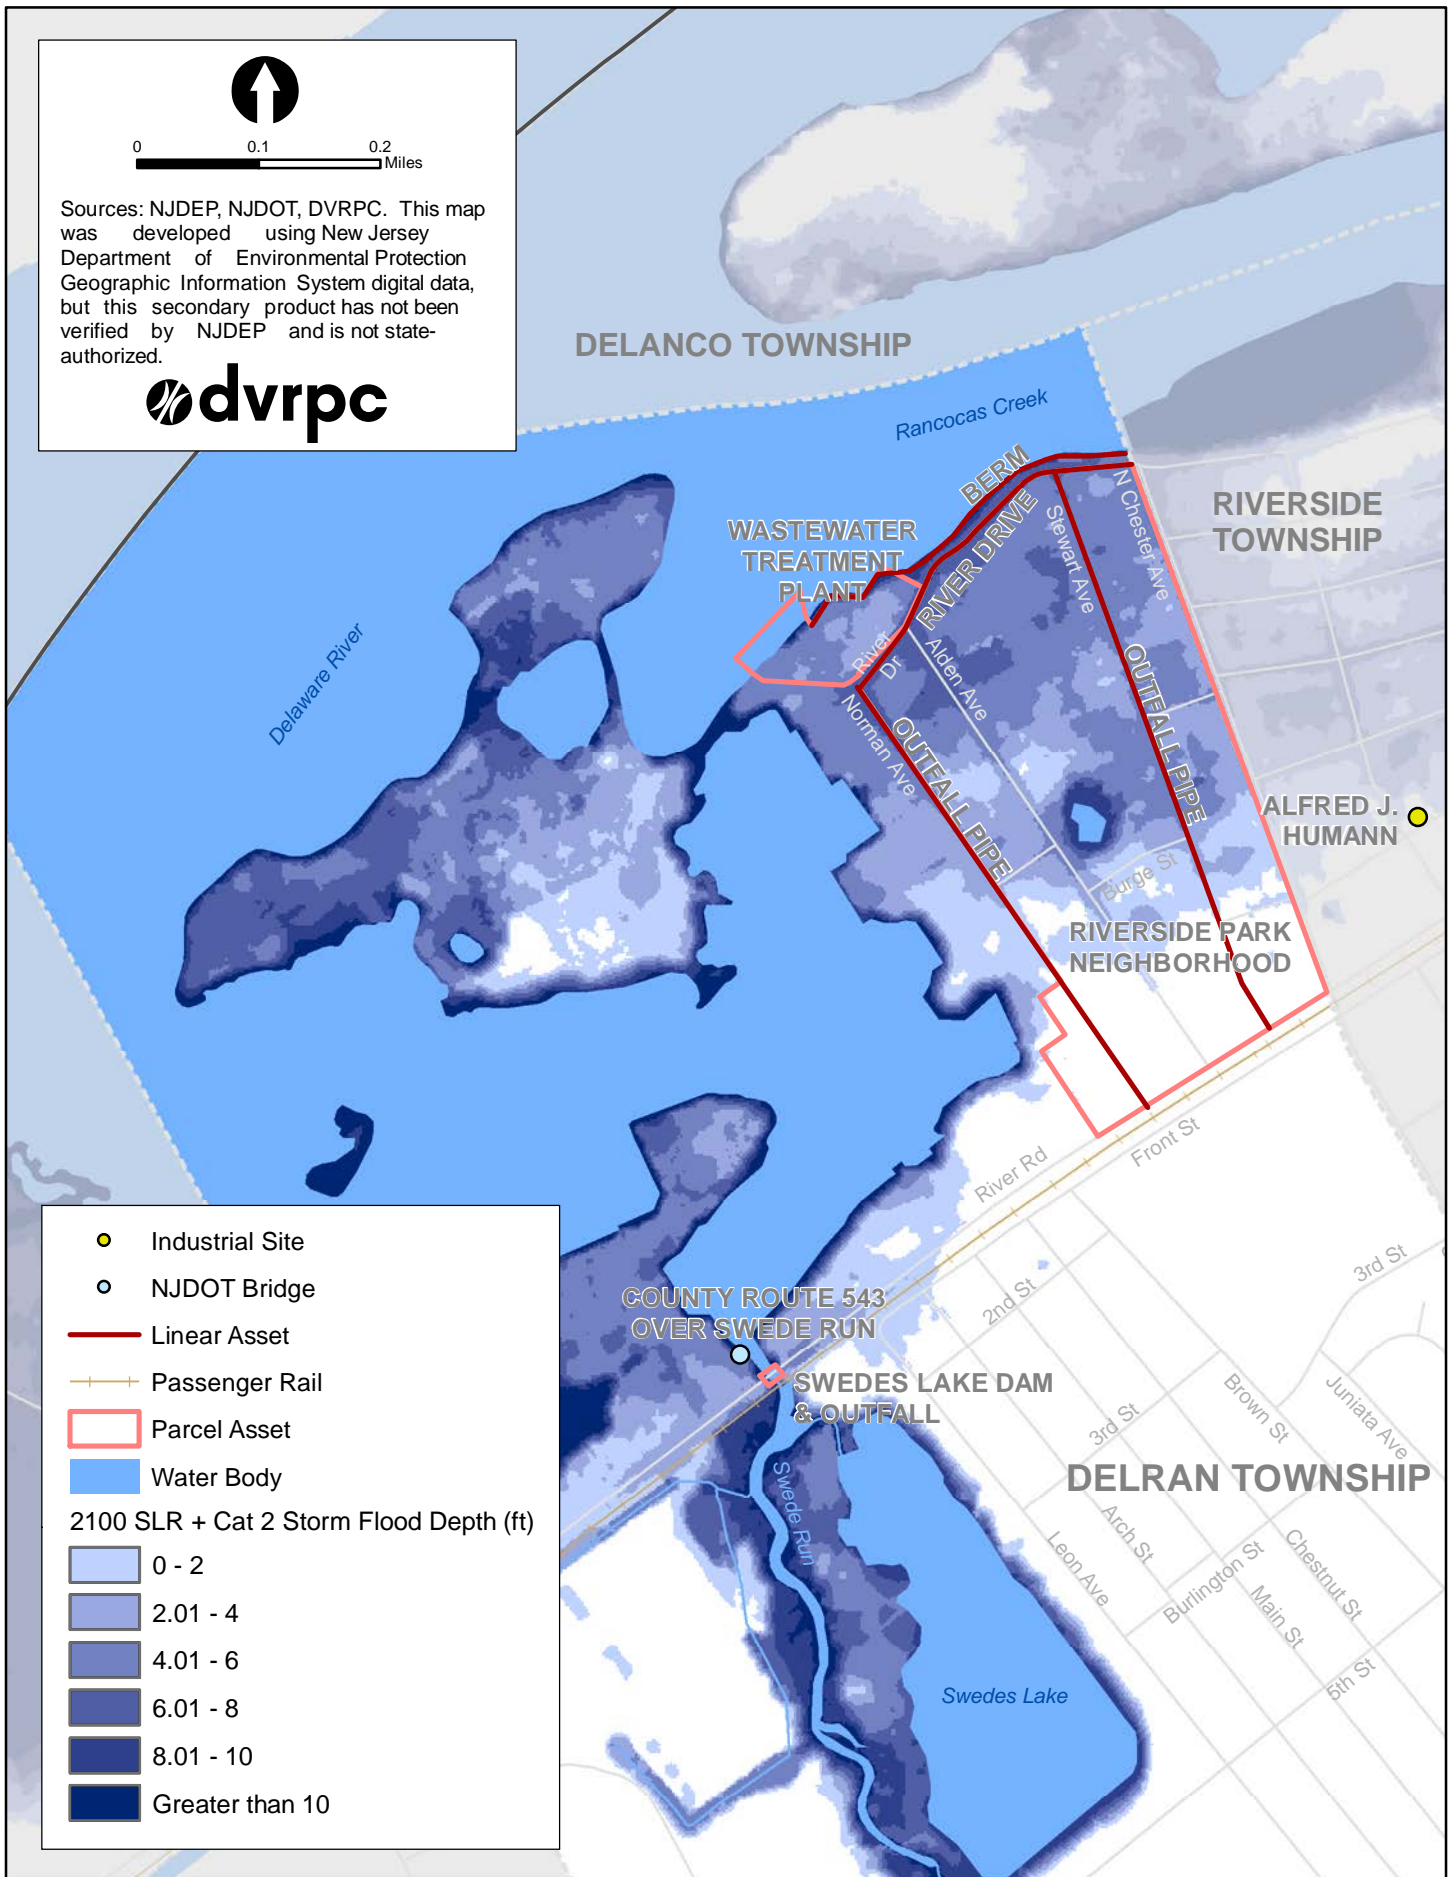 0 0.1 0.2
Miles
Sources: NJDEP, NJDOT, DVRPC. This map
was developed using New Jersey
Department of Environmental Protection
Geographic Information System digital data,
but this secondary product has not been
verified by NJDEP and is not state-
authorized.
dvrpc
DELANCO TOWNSHIP
Rancocas Creek
BERM
RIVER DRIVE
N Chester Ave
Stewart Ave
RIVERSIDE
TOWNSHIP
WASTEWATER
TREATMENT
PLANT
Delaware River
River
Dr
Alden Ave
Norman Ave
OUTFALL PIPE
OUTFALL PIPE
ALFRED J.
HUMANN
Burge St
RIVERSIDE PARK
NEIGHBORHOOD
River Rd
Front St
2nd St
3rd St
COUNTY ROUTE 543
OVER SWEDE RUN
SWEDES LAKE DAM
& OUTFALL
3rd St
Brown St
Juniata Ave
DELRAN TOWNSHIP
Swede Run
Leon Ave
Arch St
Burlington St
Main St
Chestnut St
5th St
Swedes Lake
Industrial Site
NJDOT Bridge
Linear Asset
Passenger Rail
Parcel Asset
Water Body
2100 SLR + Cat 2 Storm Flood Depth (ft)
0 - 2
2.01 - 4
4.01 - 6
6.01 - 8
8.01 - 10
Greater than 10